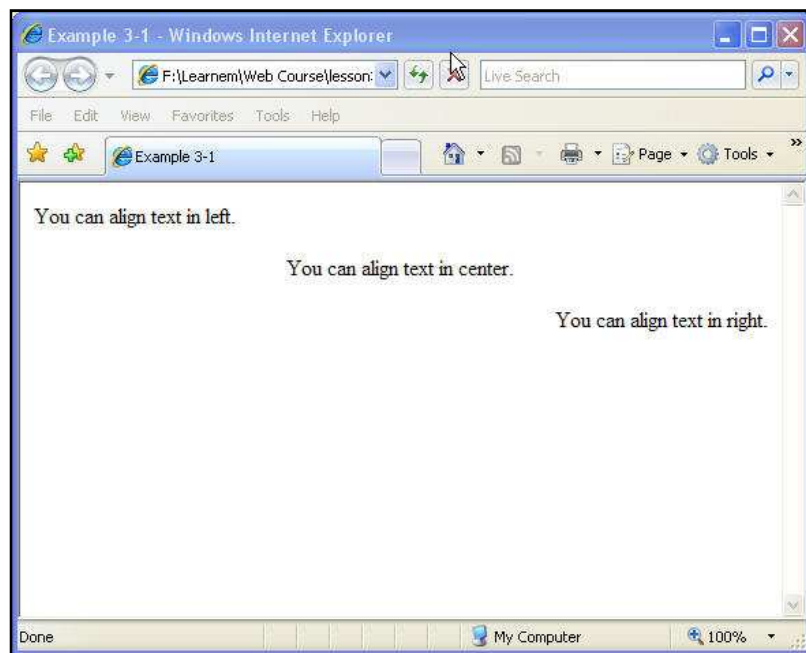 Example 3-1 - Windows Internet Explorer
F:\Learnem\Web Course\lesson: Live Search
File Edit View Favorites Tools Help
Example 3-1 Page Tools »
You can align text in left.
You can align text in center.
You can align text in right.
Done My Computer 100%